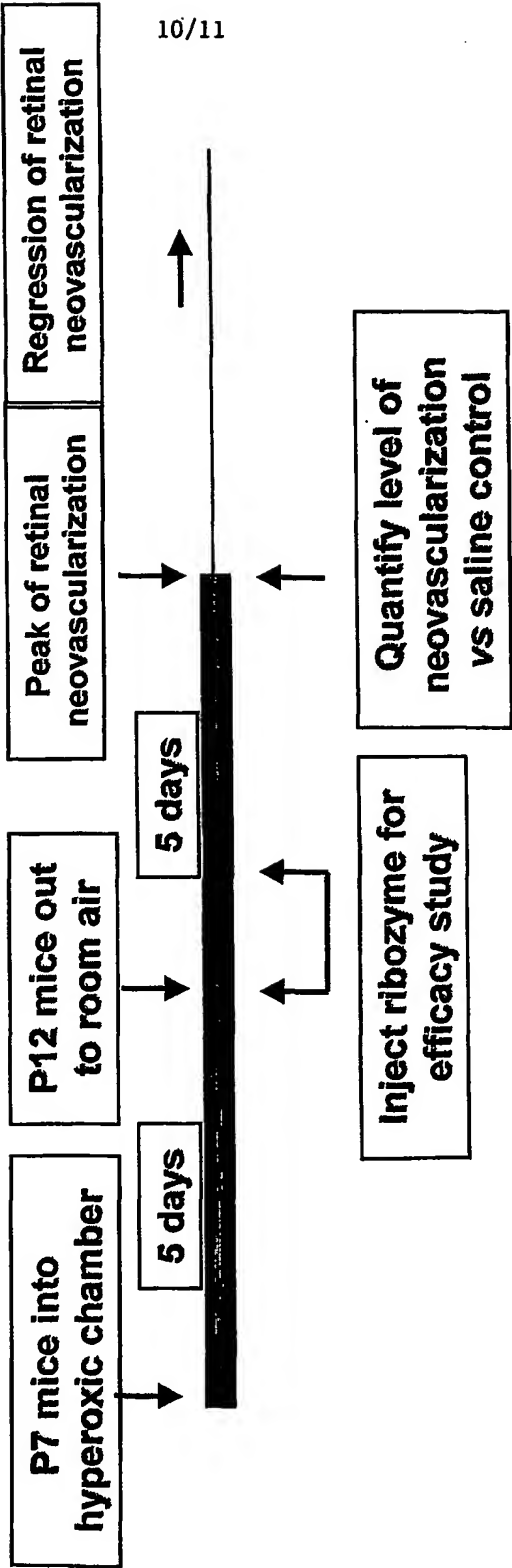 10/11
P7 mice into
hyperoxic chamber
P12 mice out
to room air
Peak of retinal
neovascularization
Regression of retinal
neovascularization
5 days
5 days
Inject ribozyme for
efficacy study
Quantify level of
neovascularization
vs saline control